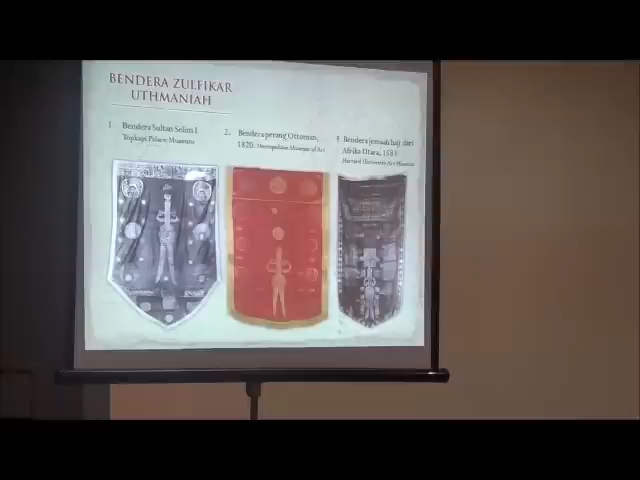 BENDERA ZULFIKAR
UTHMANIAH
1. Bendera Sultan Selim I.
Topkapi Palace Museum
2. Bendera perang Ottoman,
1820. Metropolitan Museum of Art
3. Bendera jemaah haji dari
Afrika Utara, 1683.
Harvard University Art Museum